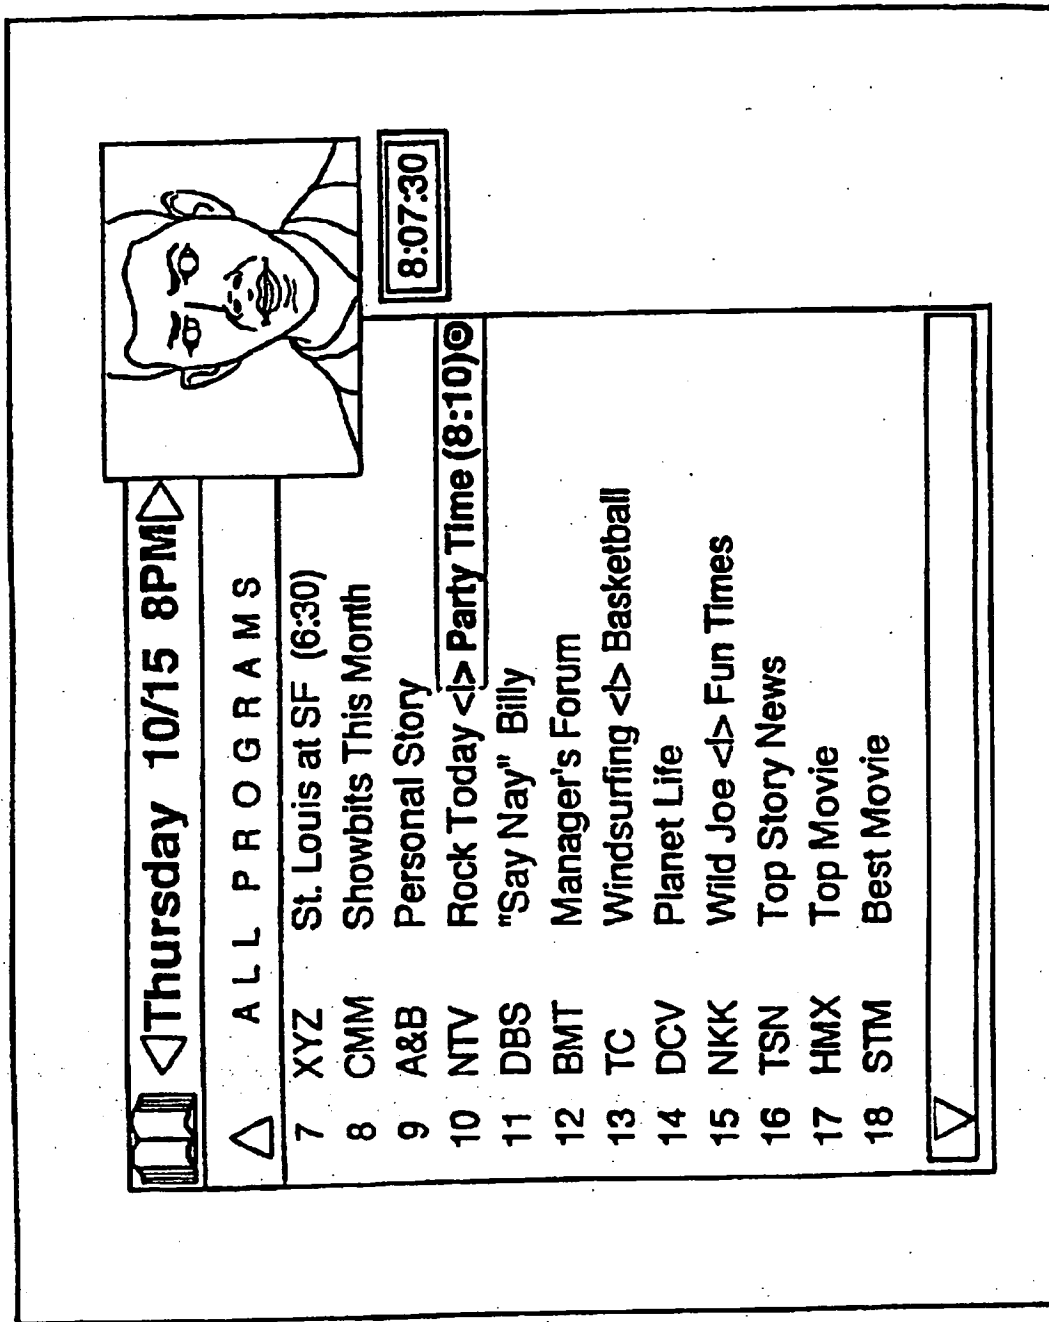 Thursday 10/15 8PM
ALL PROGRAMS
8:07:30
7 XYZ St. Louis at SF (6:30)
8 CMM Showbits This Month
9 A&B Personal Story
10 NTV Rock Today <|> Party Time (8:10)
11 DBS "Say Nay" Billy
12 BMT Manager's Forum
13 TC Windsurfing <|> Basketball
14 DCV Planet Life
15 NKK Wild Joe <|> Fun Times
16 TSN Top Story News
17 HMX Top Movie
18 STM Best Movie